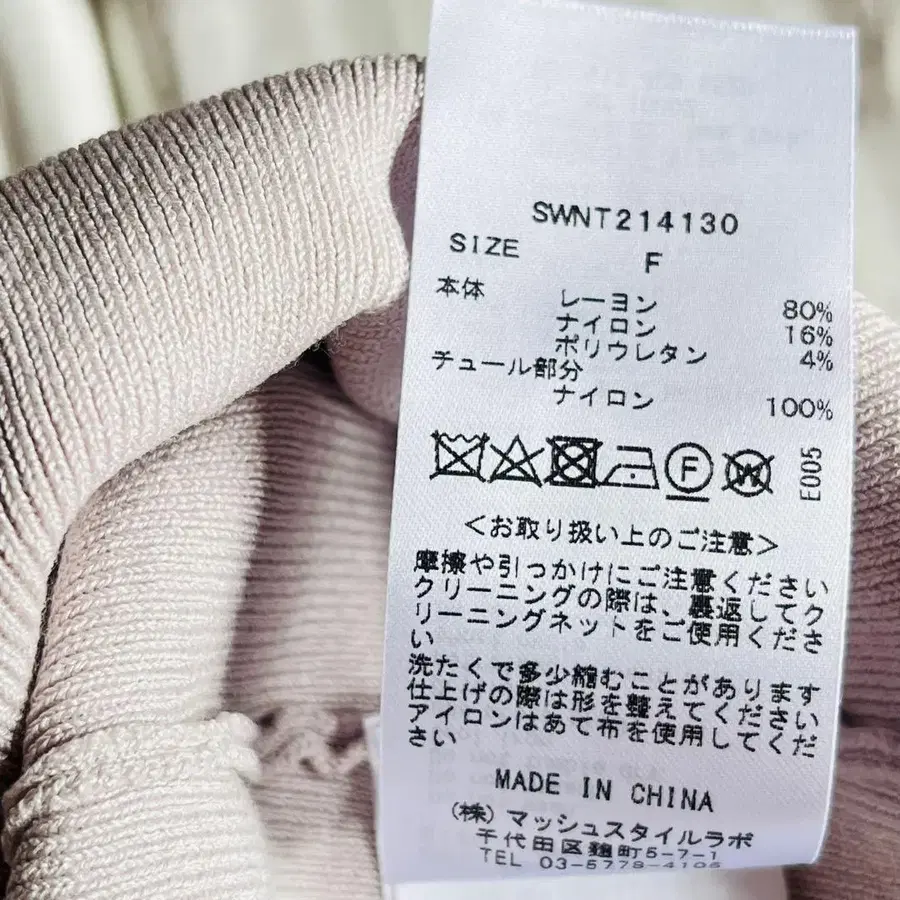 SWNT214130
SIZE F
本体 レーヨン 80%
ナイロン 16%
ポリウレタン 4%
チュール部分
ナイロン 100%
F W E005
<お取り扱い上のご注意>
摩擦や引っかけにご注意ください
クリーニングの際は、裏返してク
リーニングネットをご使用くださ
い
洗たくで多少縮むことがあります
仕上げの際は形を整えてください
アイロンはあて布を使用してくだ
さい
MADE IN CHINA
(株) マッシュスタイルラボ
千代田区麹町5-7-1
TEL 03-5778-4105